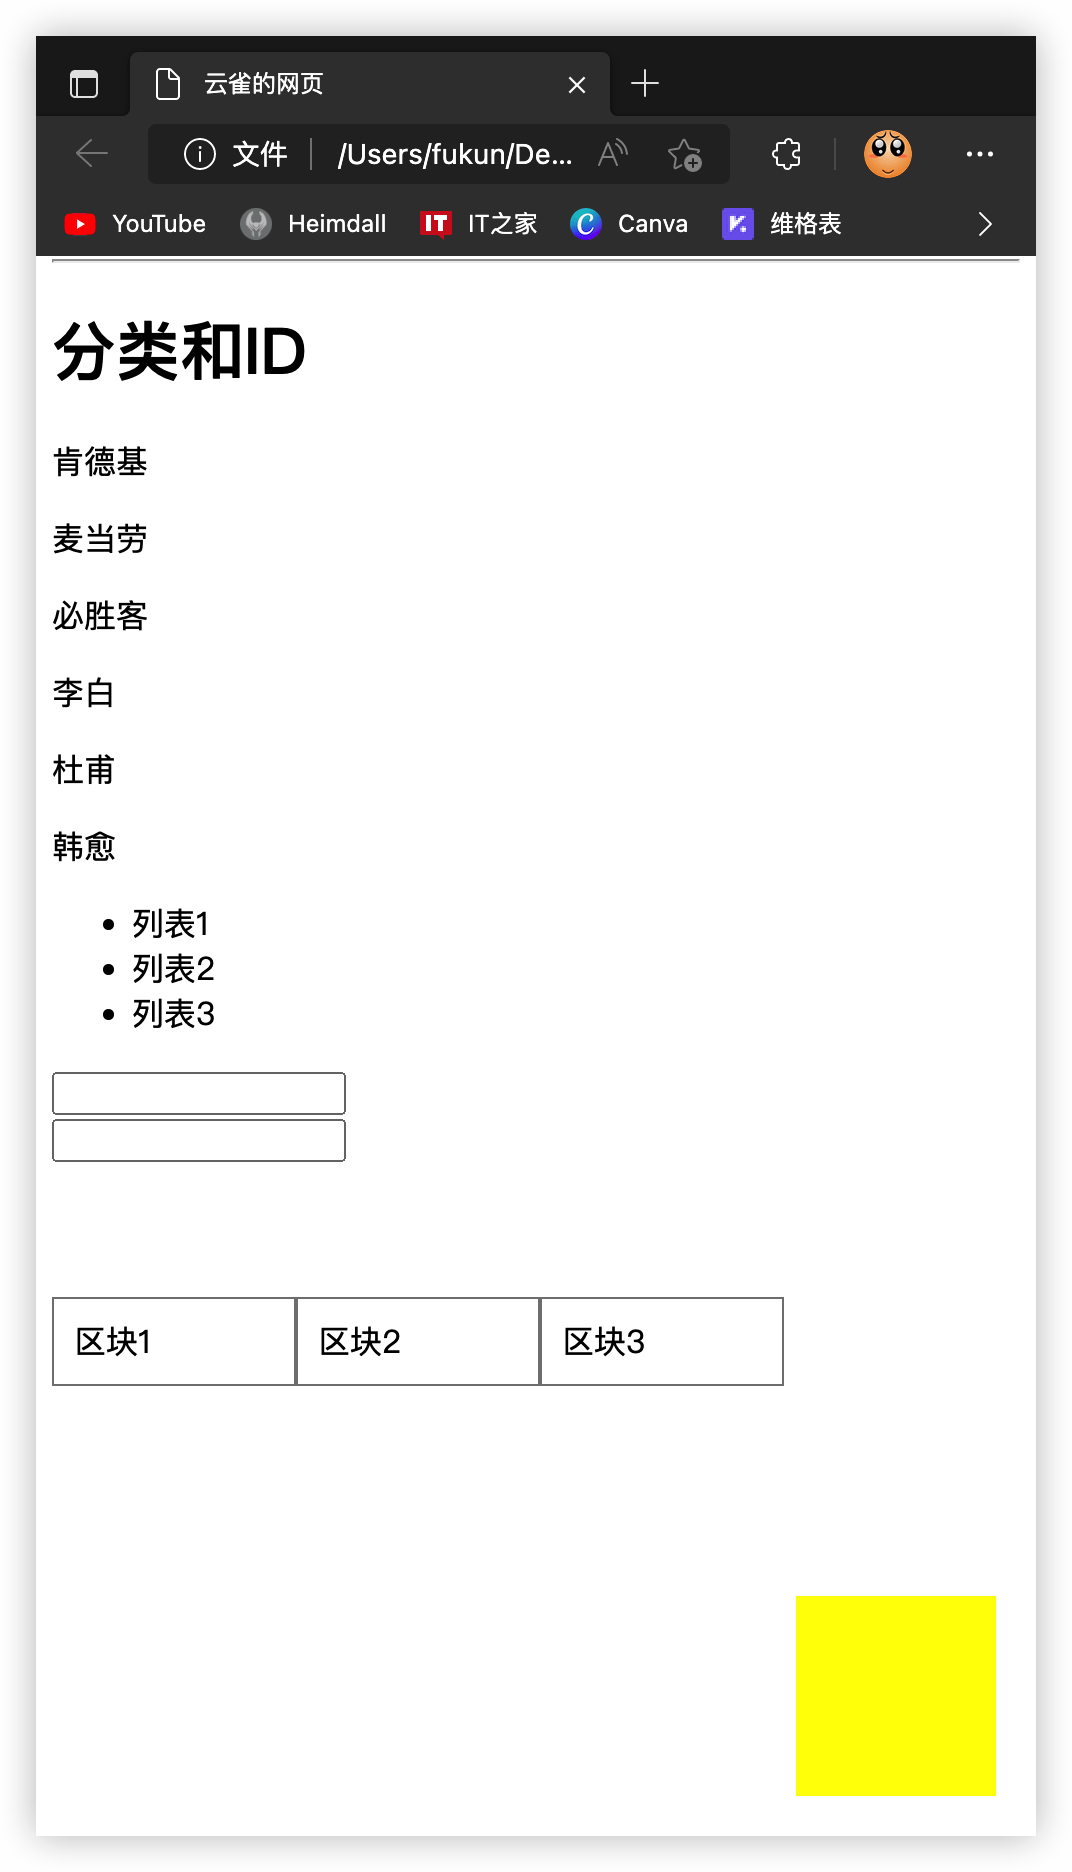 云雀的网页
文件 /Users/fukun/De...
YouTube Heimdall IT之家 Canva 维格表
分类和ID
肯德基
麦当劳
必胜客
李白
杜甫
韩愈
列表1
列表2
列表3
区块1 区块2 区块3